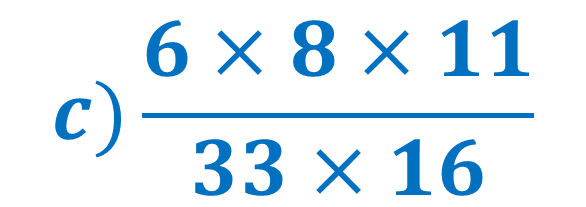 c) 6 × 8 × 11
33 × 16